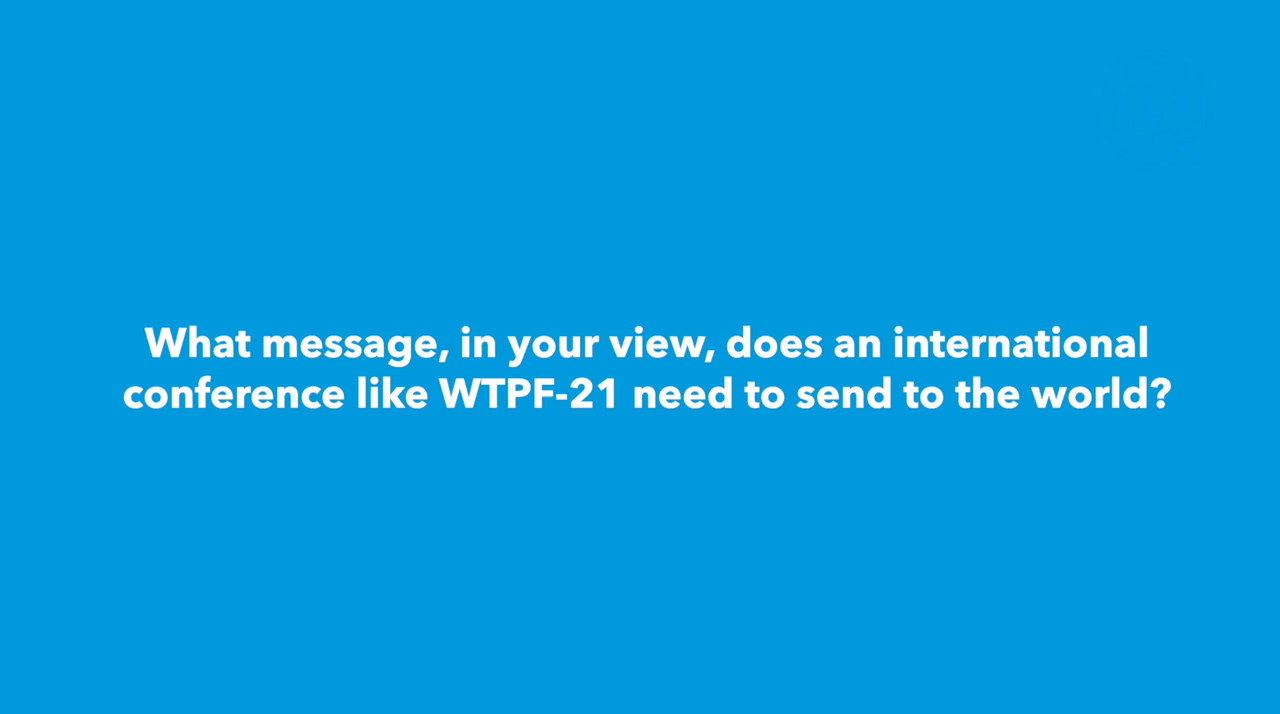 What message, in your view, does an international
conference like WTPF-21 need to send to the world?